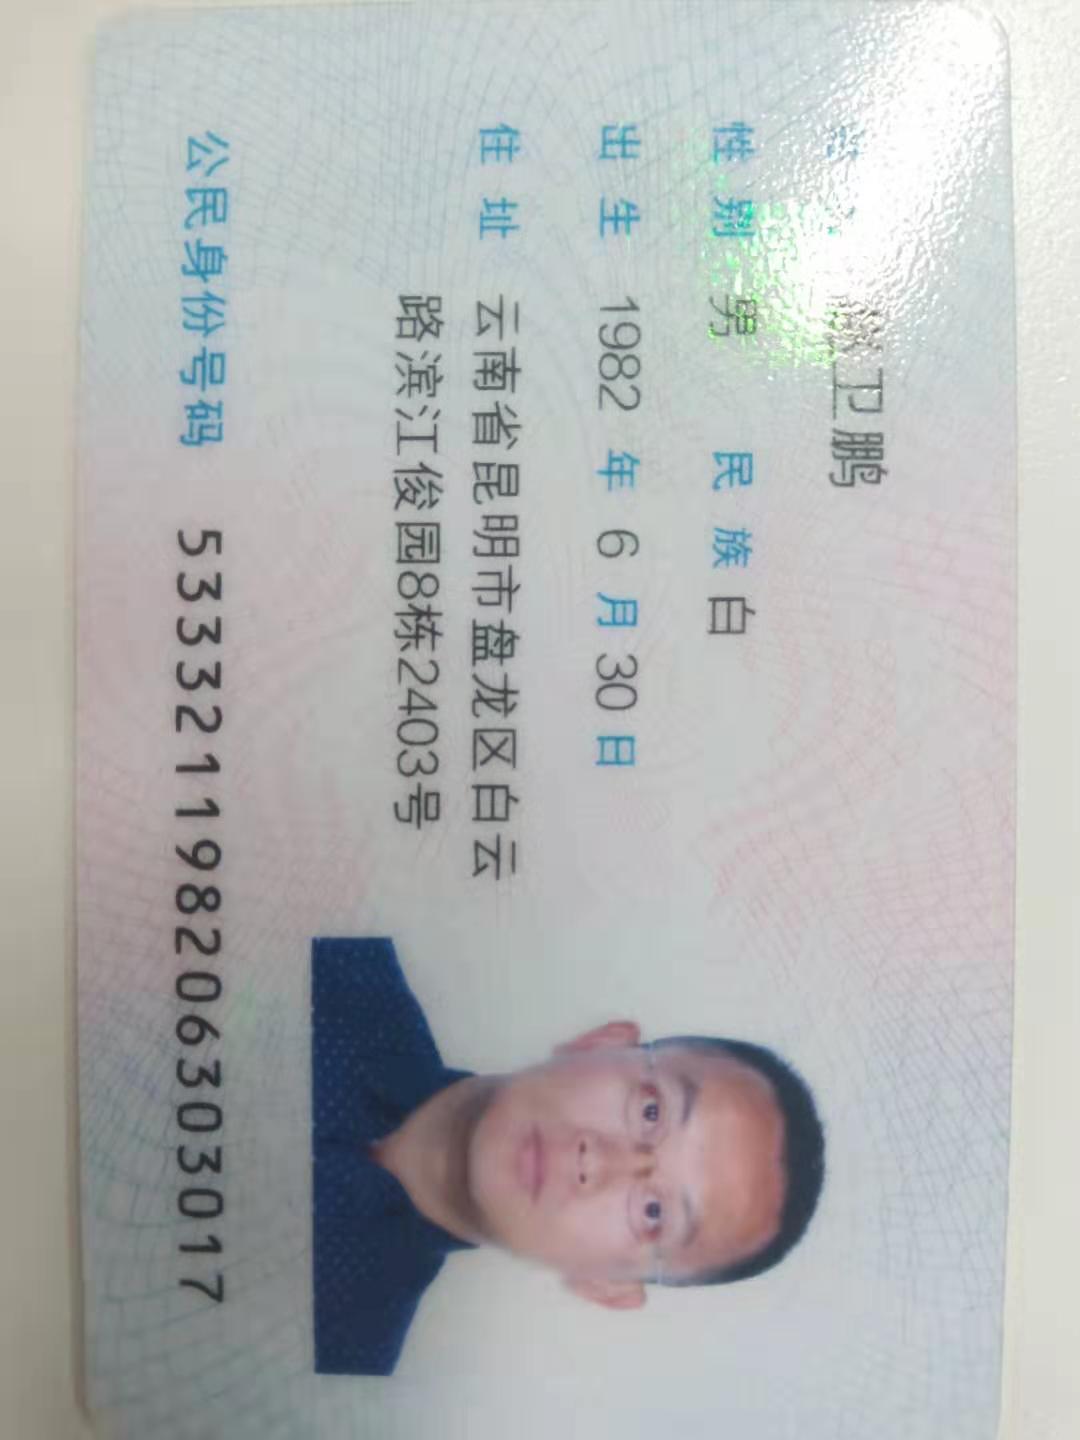 卫鹏
性别 男 民族 白
出生 1982 年 6 月 30 日
住址 云南省昆明市盘龙区白云
路滨江俊园8栋2403号
公民身份号码 533321198206303017